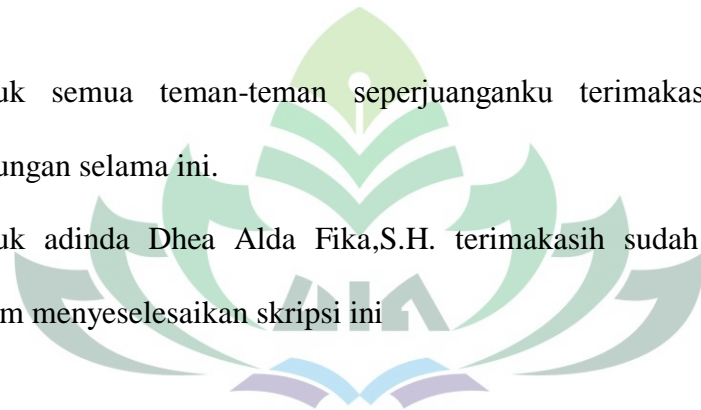 uk semua teman-teman seperjuanganku terimakas
ungan selama ini.
uk adinda Dhea Alda Fika,S.H. terimakasih sudah
m menyeselesaikan skripsi ini